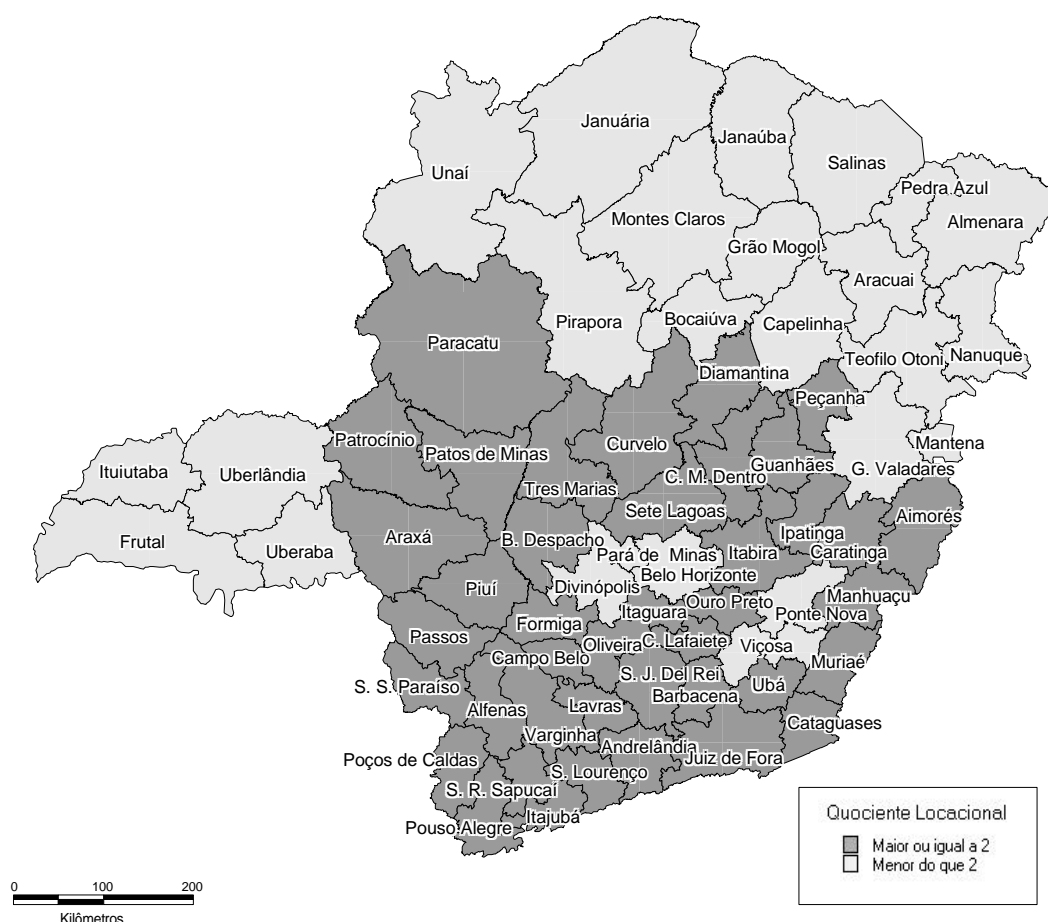 Januária
Janaúba
Salinas
Unaí
Pedra Azul
Almenara
Montes Claros
Grão Mogol
Aracuai
Pirapora
Bocaiúva
Capelinha
Paracatu
Teofilo Otoni
Nanuque
Diamantina
Peçanha
Patrocínio
Curvelo
Mantena
Patos de Minas
Guanhães
G. Valadares
Ituiutaba
Uberlândia
C. M. Dentro
Tres Marias
Sete Lagoas
Aimorés
Araxá
Ipatinga
Frutal
Uberaba
B. Despacho
Pará de Minas
Itabira
Caratinga
Belo Horizonte
Piuí
Divinópolis
Ouro Preto
Manhuaçu
Itaguara
Ponte Nova
Formiga
Passos
Oliveira
C. Lafaiete
Viçosa
Campo Belo
Muriaé
S. J. Del Rei
Ubá
S. S. Paraíso
Barbacena
Alfenas
Lavras
Cataguases
Varginha
Andrelândia
Poços de Caldas
Juiz de Fora
S. Lourenço
S. R. Sapucaí
Itajubá
Pouso Alegre
Quociente Locacional
Maior ou igual a 2
Menor do que 2
0 100 200
Kilômetros